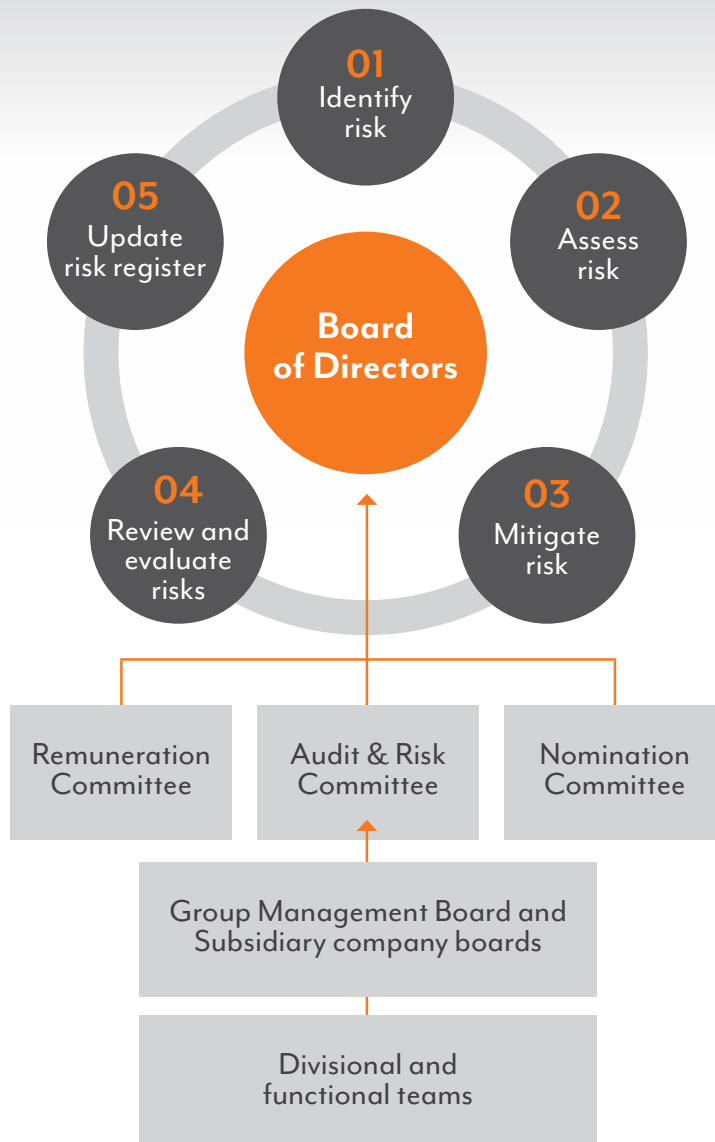 01
Identify
risk
02
Assess
risk
03
Mitigate
risk
04
Review and
evaluate
risks
05
Update
risk register
Board
of Directors
Remuneration
Committee
Audit & Risk
Committee
Nomination
Committee
Group Management Board and
Subsidiary company boards
Divisional and
functional teams